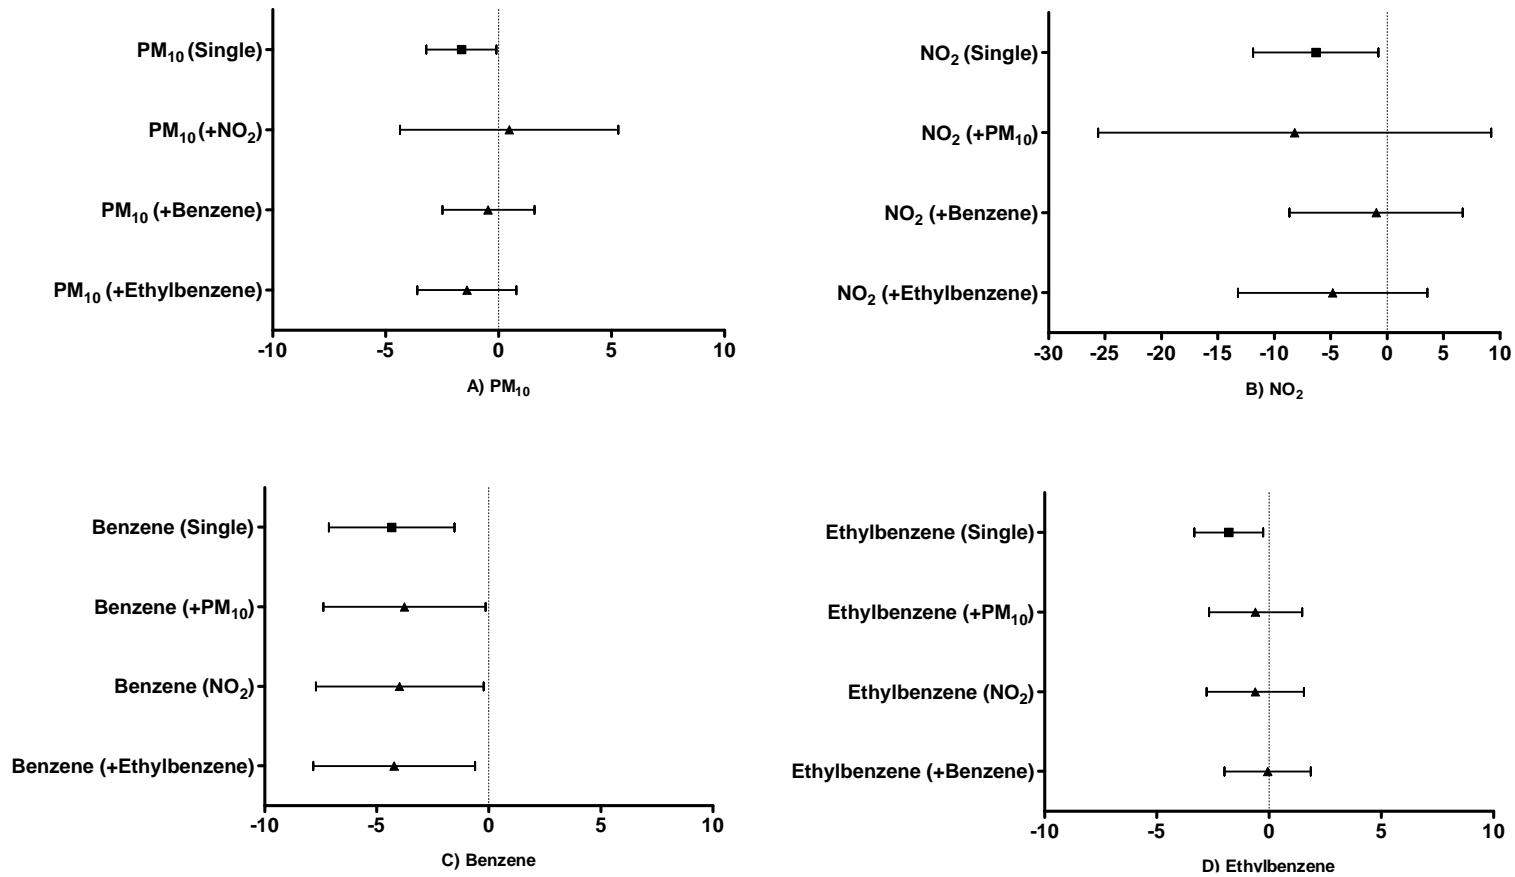 PM10 (Single)
PM10 (+NO2)
PM10 (+Benzene)
PM10 (+Ethylbenzene)
-10 -5 0 5 10
A) PM10
NO2 (Single)
NO2 (+PM10)
NO2 (+Benzene)
NO2 (+Ethylbenzene)
-30 -25 -20 -15 -10 -5 0 5 10
B) NO2
Benzene (Single)
Benzene (+PM10)
Benzene (NO2)
Benzene (+Ethylbenzene)
-10 -5 0 5 10
C) Benzene
Ethylbenzene (Single)
Ethylbenzene (+PM10)
Ethylbenzene (NO2)
Ethylbenzene (+Benzene)
-10 -5 0 5 10
D) Ethylbenzene